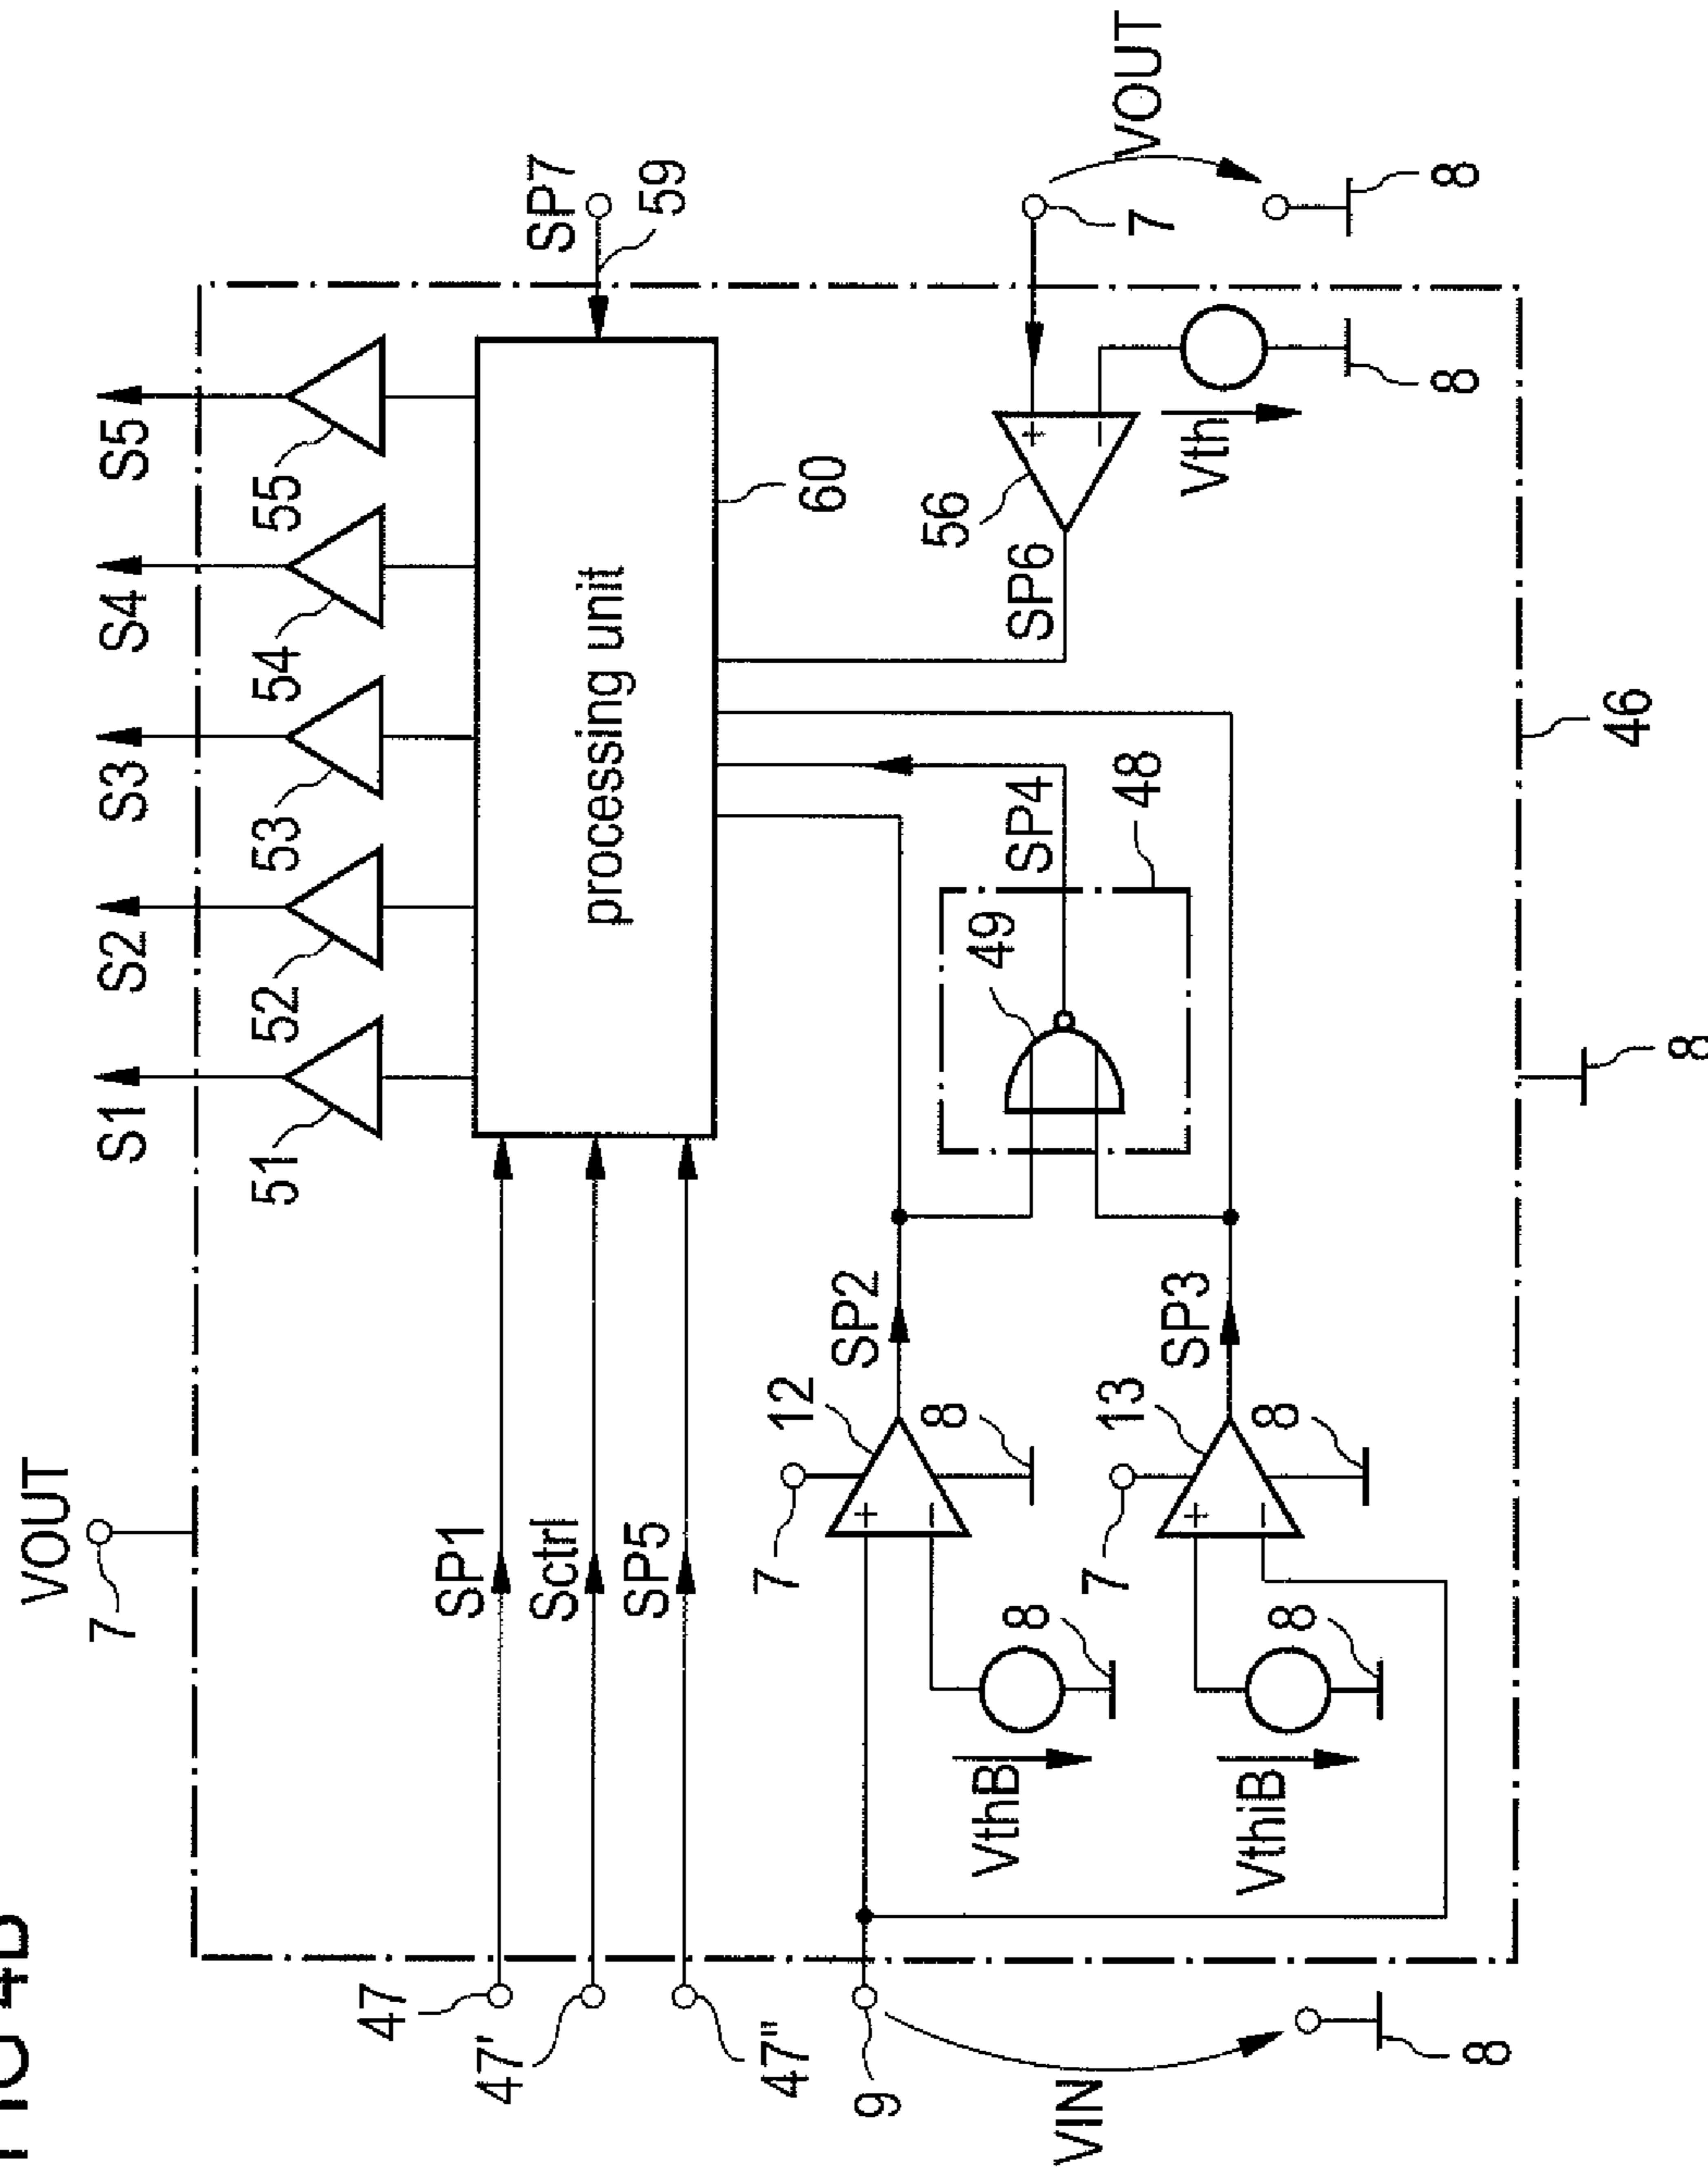 FIG 4B
VOUT
7
S1
S2
S3
S4
S5
51
52
53
54
55
47
SP1
47'
Sctrl
47"
SP5
processing unit
60
SP7
59
9
VIN
8
7
12
8
SP2
VthB
8
7
13
8
SP3
VthiB
8
49
48
SP4
SP6
56
Vth
8
7
VOUT
8
46
8